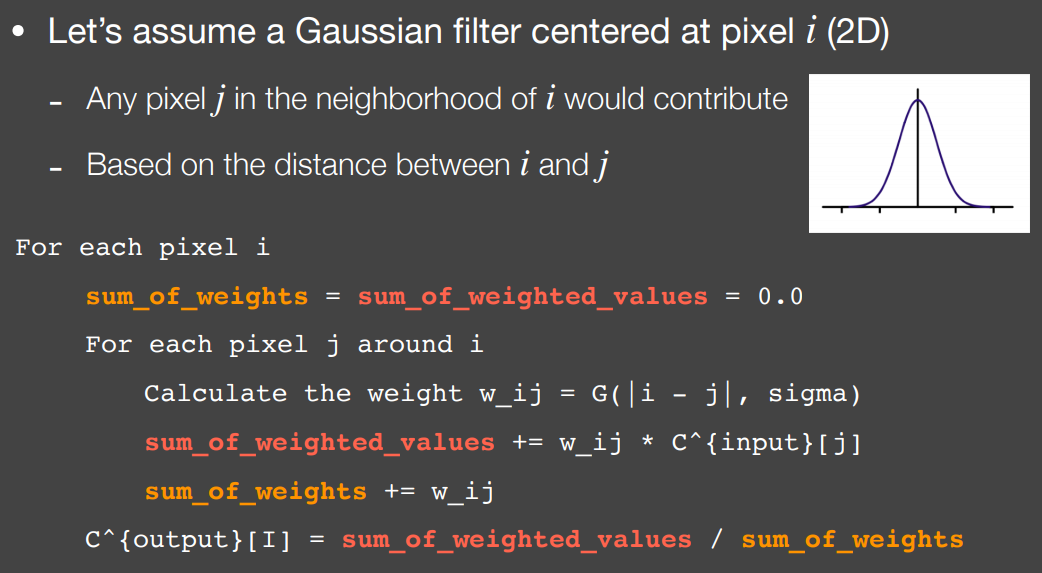 • Let's assume a Gaussian filter centered at pixel i (2D)
- Any pixel j in the neighborhood of i would contribute
- Based on the distance between i and j
For each pixel i
sum_of_weights = sum_of_weighted_values = 0.0
For each pixel j around i
Calculate the weight w_ij = G(|i - j|, sigma)
sum_of_weighted_values += w_ij * C^{input}[j]
sum_of_weights += w_ij
C^{output}[I] = sum_of_weighted_values / sum_of_weights